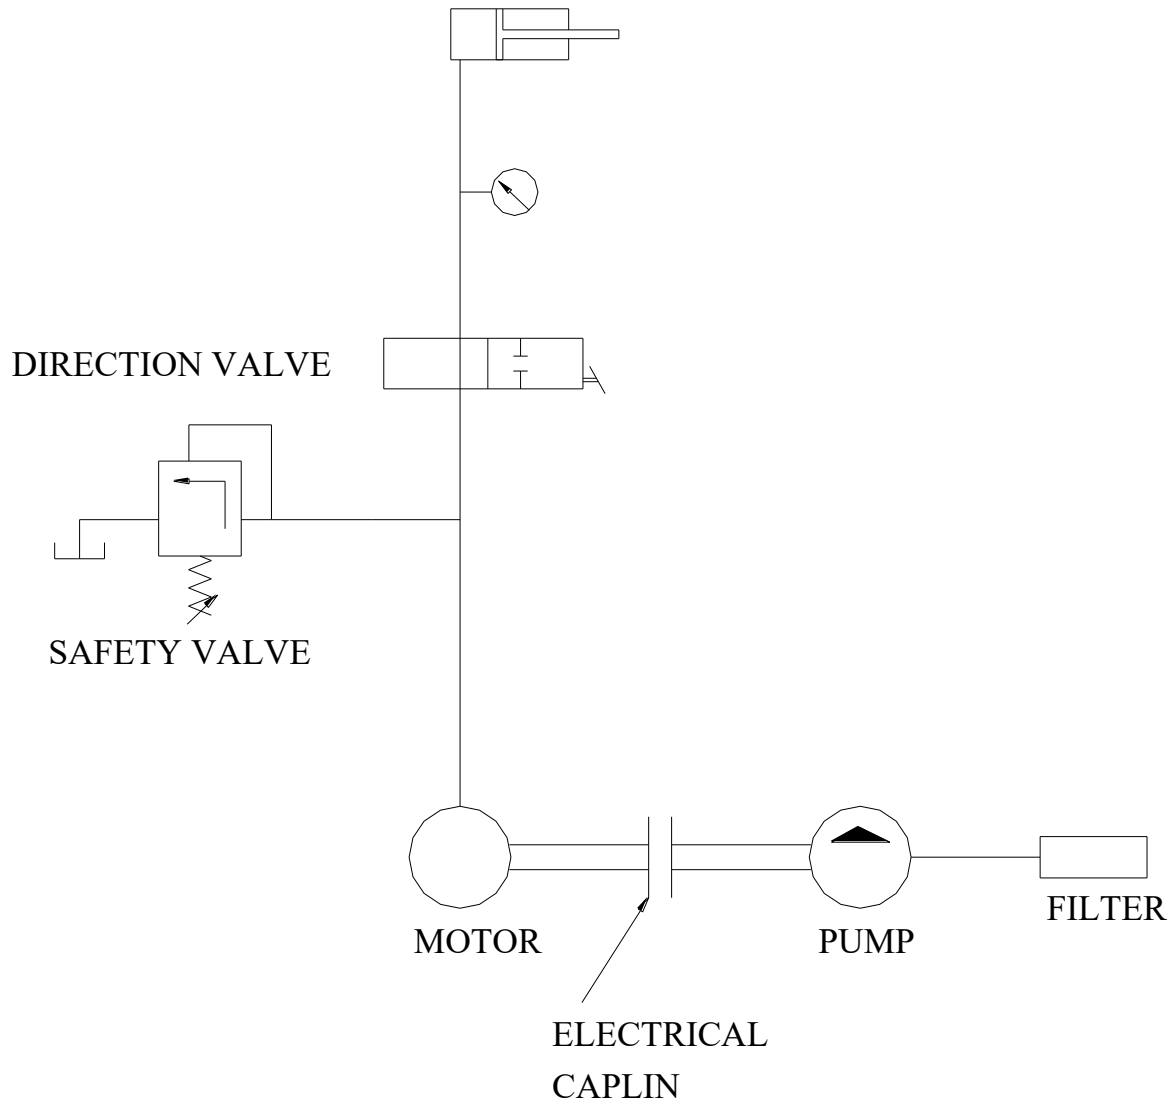 DIRECTION VALVE
SAFETY VALVE
FILTER
MOTOR
PUMP
ELECTRICAL
CAPLIN